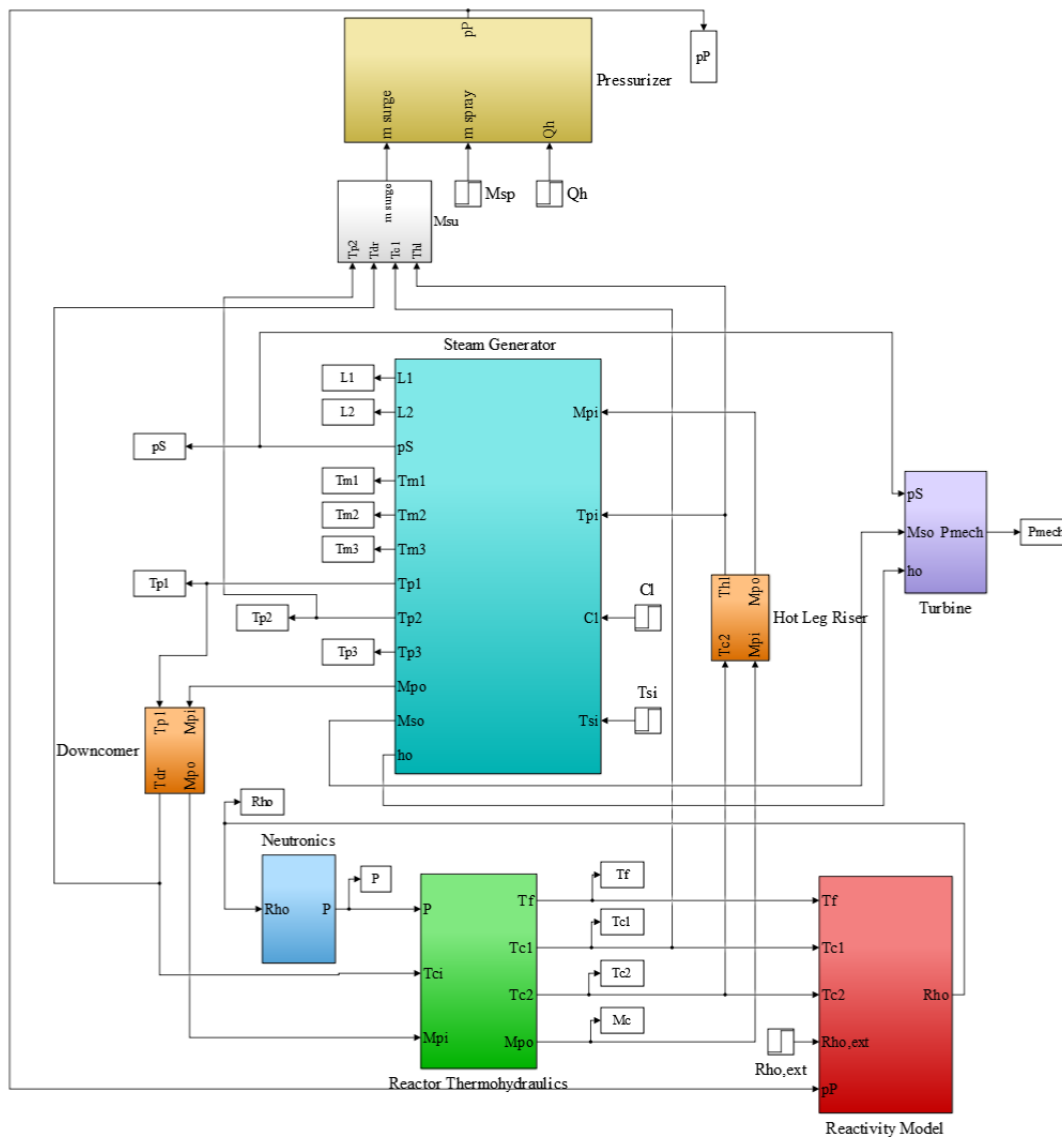 pP
pP
Pressurizer
m surge
m spray
Qh
Msp
Qh
m surge
Msu
Tp2
Tdr
Tc1
Thl
Steam Generator
L1
L1
L2
L2
Mpi
pS
pS
pS
Tm1
Tm1
Tm2
Tm2
Tpi
Tm3
Tm3
Mso
Pmech
Pmech
ho
Turbine
Tp1
Tp1
Thl
Mpo
Hot Leg Riser
Tc2
Mpi
Tp2
Tp2
Cl
Cl
Tp3
Tp3
Mpo
Tsi
Mso
Tsi
ho
Tp1
Mpi
Downcomer
Tdr
Mpo
Rho
Neutronics
P
Rho
P
P
Tci
Mpi
Tf
Tc1
Tc2
Mpo
Reactor Thermohydraulics
Tf
Tc1
Tc2
Mc
Tf
Tc1
Tc2
Rho
Rho,ext
Rho,ext
pP
Reactivity Model